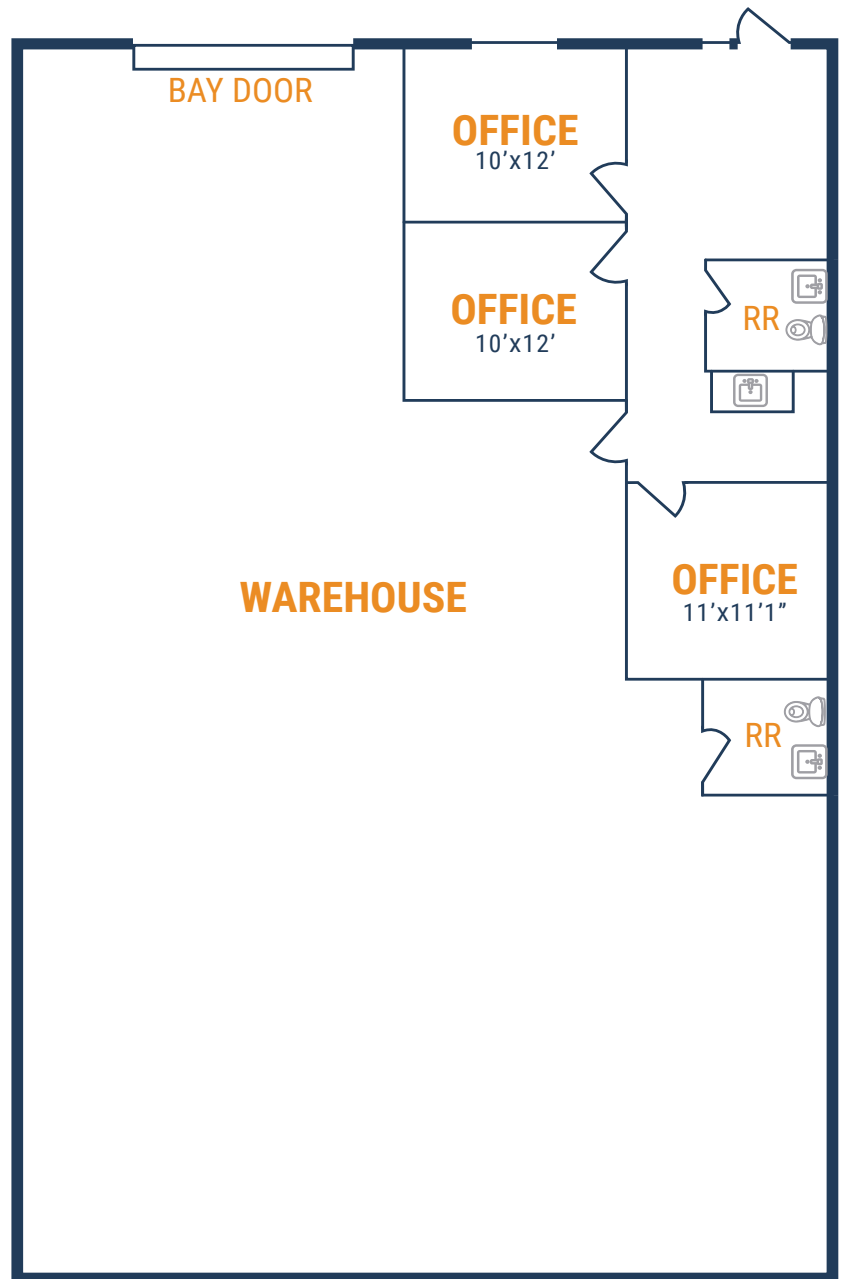 BAY DOOR
OFFICE
10’x12’
OFFICE
10’x12’
RR
OFFICE
11’x11’1”
WAREHOUSE
RR